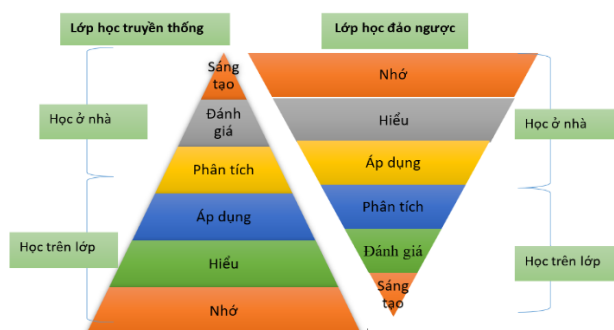 Lớp học truyền thống
Lớp học đảo ngược
Sáng
tạo
Đánh
giá
Phân tích
Áp dụng
Hiểu
Nhớ
Học ở nhà
Học trên lớp
Nhớ
Hiểu
Áp dụng
Phân tích
Đánh giá
Sáng
tạo
Học ở nhà
Học trên lớp